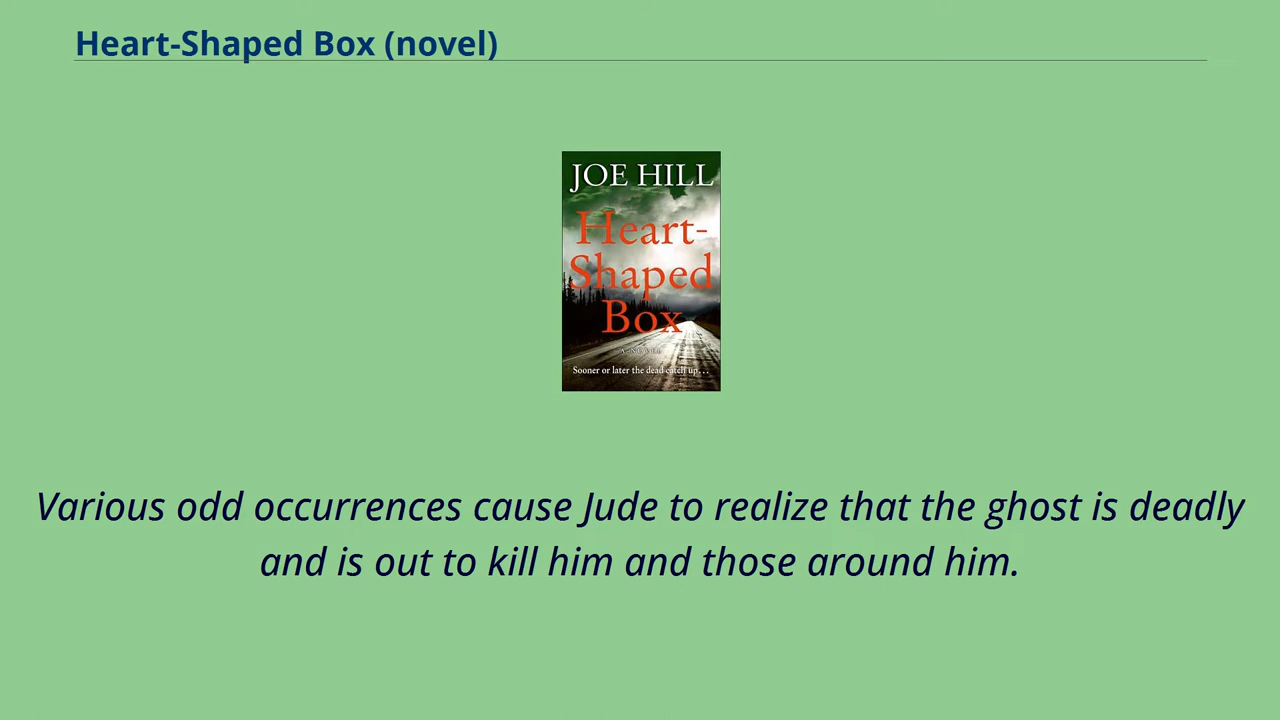 Heart-Shaped Box (novel)
JOE HILL
Heart-
Shaped
Box
A NOVEL
Sooner or later the dead catch up...
Various odd occurrences cause Jude to realize that the ghost is deadly
and is out to kill him and those around him.